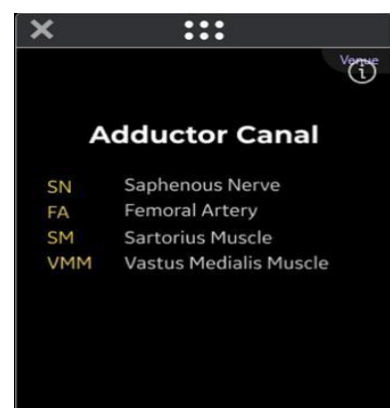 Venue
Adductor Canal
SN Saphenous Nerve
FA Femoral Artery
SM Sartorius Muscle
VMM Vastus Medialis Muscle